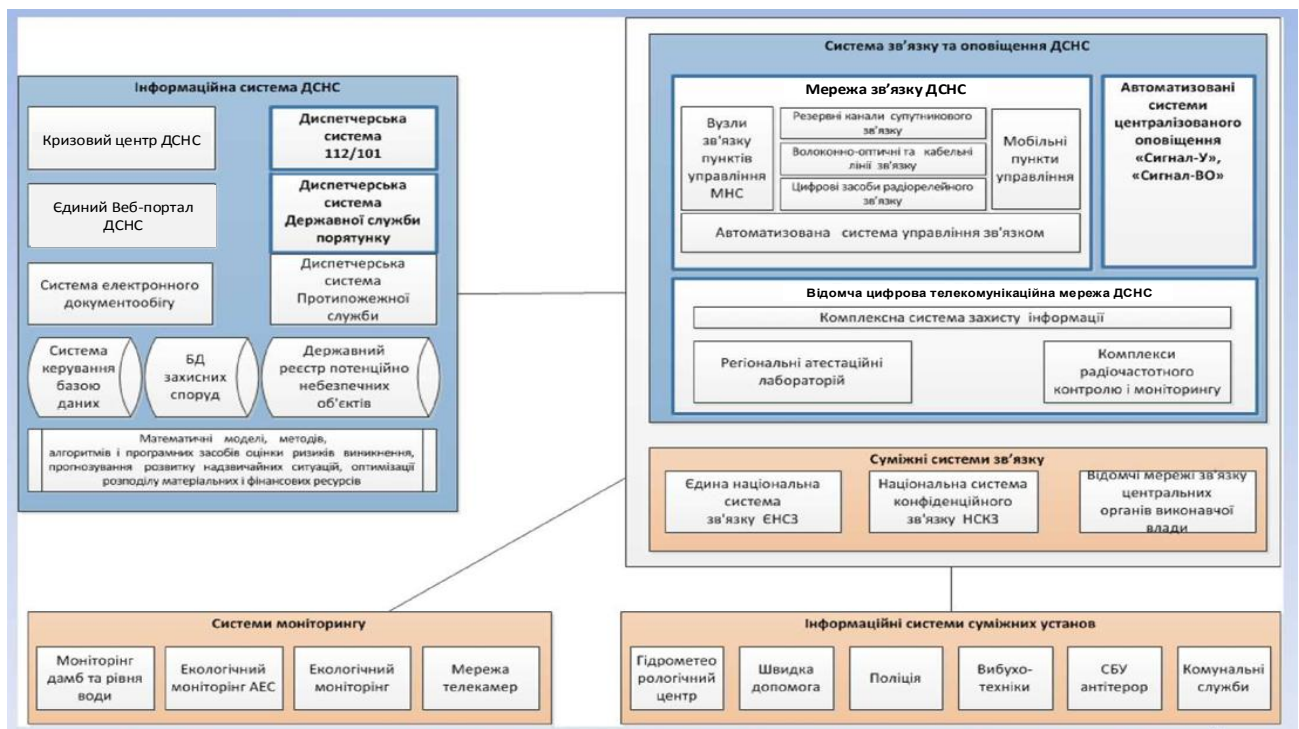 Інформаційна система ДСНС
Кризовий центр ДСНС
Диспетчерська
система
112/101
Єдиний Веб-портал
ДСНС
Диспетчерська
система
Державної служби
порятунку
Система електронного
документообігу
Диспетчерська
система
Протипожежної
служби
Система
керування
базою
даних
БД
захисних
споруд
Державний
реєстр потенційно
небезпечних
об'єктів
Математичні моделі, методів,
алгоритмів і програмних засобів оцінки ризиків виникнення,
прогнозування розвитку надзвичайних ситуацій, оптимізації
розподілу матеріальних і фінансових ресурсів
Система зв'язку та оповіщення ДСНС
Мережа зв'язку ДСНС
Вузли
зв'язку
пунктів
управління
МНС
Резервні канали супутникового
зв'язку
Волоконно-оптичні та кабельні
лінії зв'язку
Цифрові засоби радіорелейного
зв'язку
Мобільні
пункти
управління
Автоматизована система управління зв'язком
Автоматизовані
системи
централізованого
оповіщення
«Сигнал-У»,
«Сигнал-ВО»
Відомча цифрова телекомунікаційна мережа ДСНС
Комплексна система захисту інформації
Регіональні атестаційні
лабораторій
Комплекси
радіочастотного
контролю і моніторингу
Суміжні системи зв'язку
Єдина національна
система
зв'язку ЄНСЗ
Національна система
конфіденційного
зв'язку НСКЗ
Відомчі мережі зв'язку
центральних
органів виконавчої
влади
Системи моніторингу
Моніторінг
дамб та рівня
води
Екологічний
моніторінг АЕС
Екологічний
моніторінг
Мережа
телекамер
Інформаційні системи суміжних установ
Гідрометео
рологічний
центр
Швидка
допомога
Поліція
Вибухо-
техніки
СБУ
антітерор
Комунальні
служби